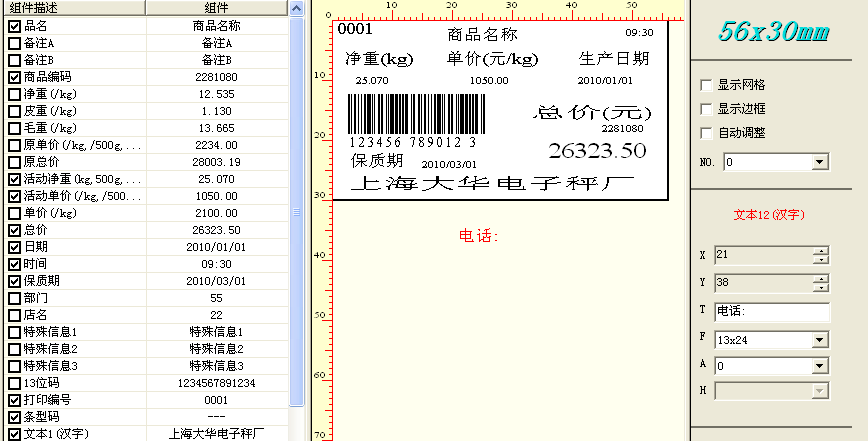 组件描述 组件
品名 商品名称
备注A 备注A
备注B 备注B
商品编码 2281080
净重(/kg) 12.535
皮重(/kg) 1.130
毛重(/kg) 13.665
原单价(/kg,/500g,... 2234.00
原总价 28003.19
活动净重(kg,500g,... 25.070
活动单价(/kg,/500... 1050.00
单价(/kg) 2100.00
总价 26323.50
日期 2010/01/01
时间 09:30
保质期 2010/03/01
部门 55
店名 22
特殊信息1 特殊信息1
特殊信息2 特殊信息2
特殊信息3 特殊信息3
13位码 1234567891234
打印编号 0001
条型码 ---
文本1(汉字) 上海大华电子秤厂
0 10 20 30 40 50
0
10
20
30
40
50
60
70
0001 商品名称 09:30
净重(kg) 单价(元/kg) 生产日期
25.070 1050.00 2010/01/01
总价(元)
2281080
123456 789012 3
26323.50
保质期 2010/03/01
上海大华电子秤厂
电话:
56x30mm
显示网格
显示边框
自动调整
NO. 0
文本12(汉字)
X 21
Y 38
T 电话:
F 13x24
A 0
H